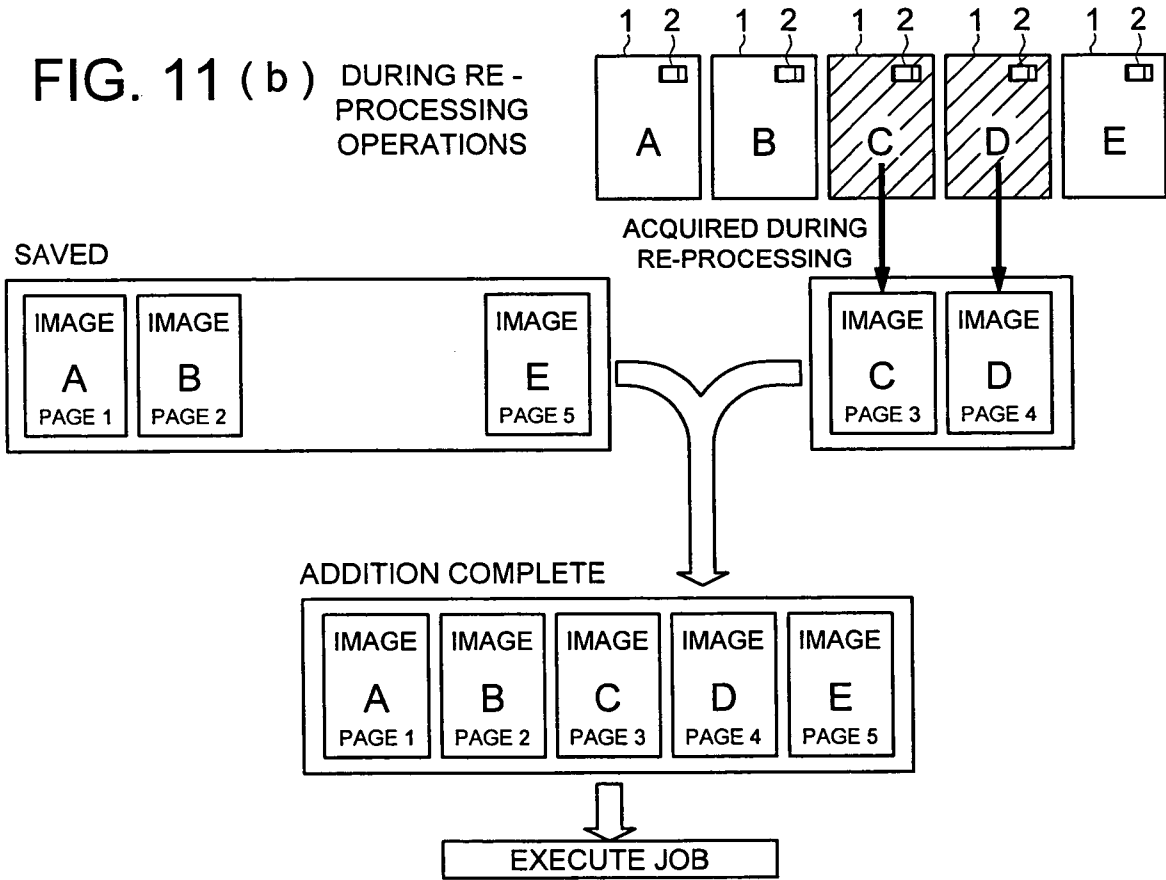 FIG. 11 (b)
DURING RE-
PROCESSING
OPERATIONS
1 2 1 2 1 2 1 2 1 2
A B C D E
ACQUIRED DURING
RE-PROCESSING
SAVED
IMAGE IMAGE IMAGE
A B E
PAGE 1 PAGE 2 PAGE 5
IMAGE IMAGE
C D
PAGE 3 PAGE 4
ADDITION COMPLETE
IMAGE IMAGE IMAGE IMAGE IMAGE
A B C D E
PAGE 1 PAGE 2 PAGE 3 PAGE 4 PAGE 5
EXECUTE JOB